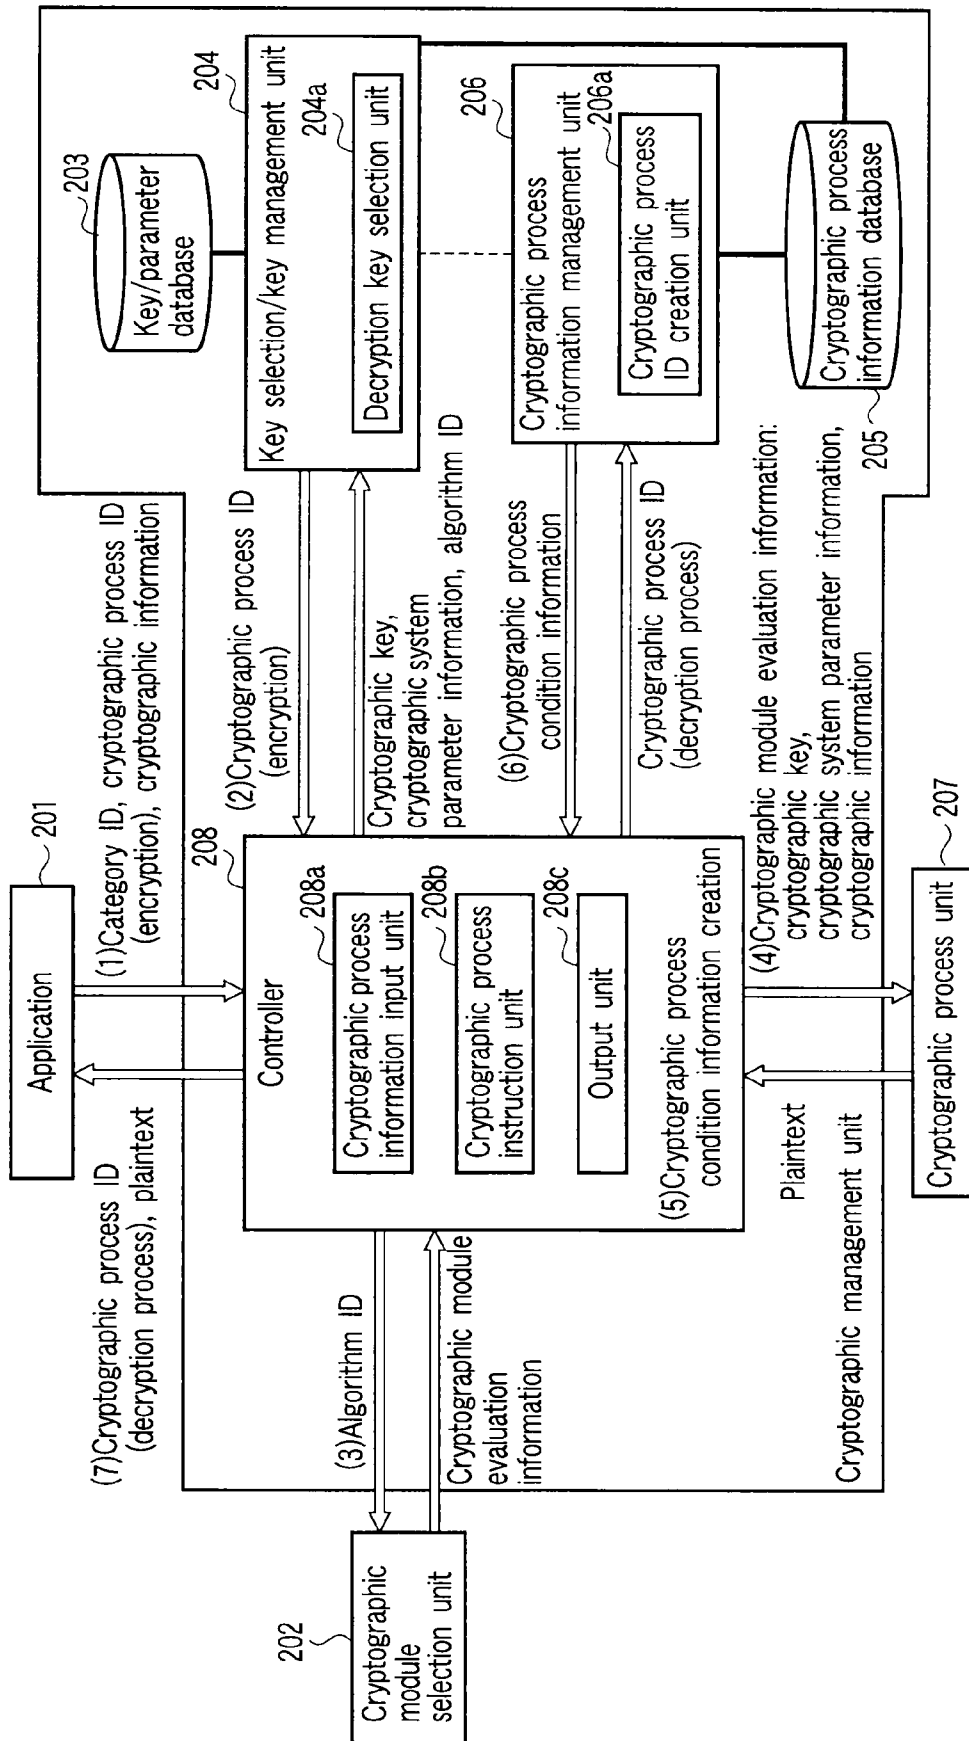 Application
201
(7)Cryptographic process ID
(decryption process), plaintext
(1)Category ID, cryptographic process ID
(encryption), cryptographic information
202
Cryptographic
module
selection unit
(3)Algorithm ID
Cryptographic module
evaluation
information
208
Controller
208a
Cryptographic process
information input unit
208b
Cryptographic process
instruction unit
208c
Output unit
(5)Cryptographic process
condition information creation
(2)Cryptographic process ID
(encryption)
Cryptographic key,
cryptographic system
parameter information, algorithm ID
(6)Cryptographic process
condition information
Cryptographic process ID
(decryption process)
203
Key/parameter
database
204
Key selection/key management unit
204a
Decryption key selection unit
206
Cryptographic process
information management unit
206a
Cryptographic process
ID creation unit
Cryptographic process
information database
205
(4)Cryptographic module evaluation information:
cryptographic key,
cryptographic system parameter information,
cryptographic information
Plaintext
Cryptographic management unit
Cryptographic process unit
207